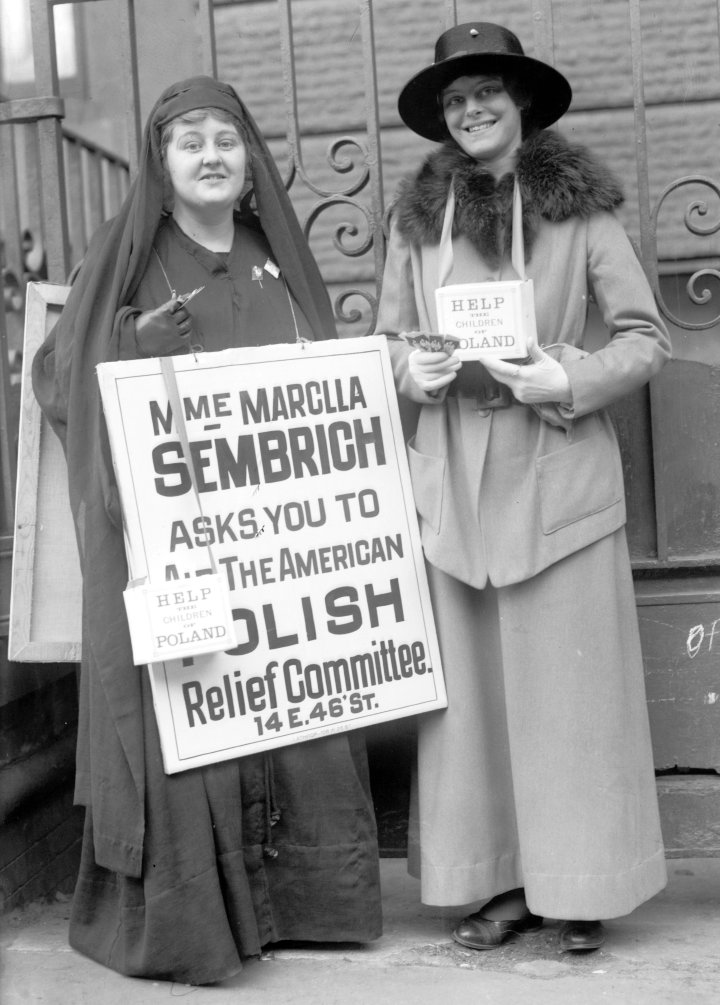 MME MARCLLA
SEMBRICH
ASKS YOU TO
AID THE AMERICAN
POLISH
Relief Committee.
14 E. 46' ST.
HELP
THE
CHILDREN
OF
POLAND
HELP
THE
CHILDREN
OF
POLAND